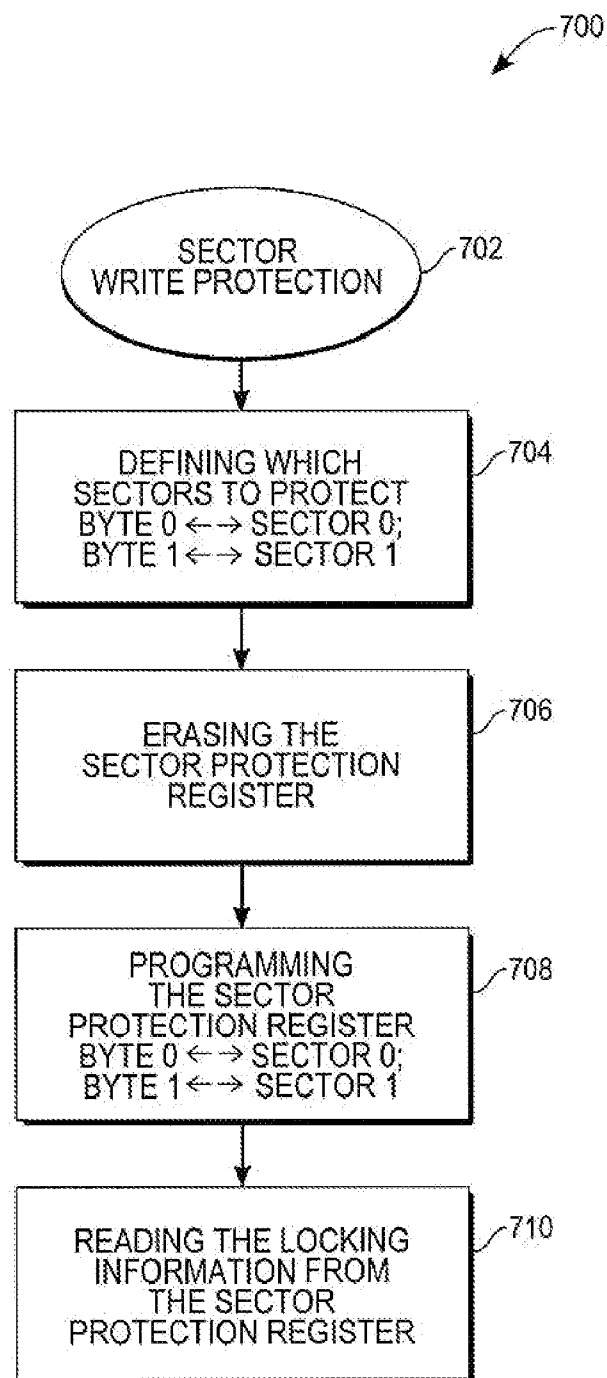 700
SECTOR
WRITE PROTECTION
702
DEFINING WHICH
SECTORS TO PROTECT
BYTE 0 ←→ SECTOR 0;
BYTE 1 ←→ SECTOR 1
704
ERASING THE
SECTOR PROTECTION
REGISTER
706
PROGRAMMING
THE SECTOR
PROTECTION REGISTER
BYTE 0 ←→ SECTOR 0;
BYTE 1 ←→ SECTOR 1
708
READING THE LOCKING
INFORMATION FROM
THE SECTOR
PROTECTION REGISTER
710